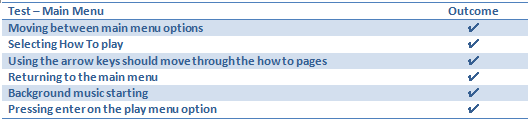 Test – Main Menu Outcome
Moving between main menu options ✔
Selecting How To play ✔
Using the arrow keys should move through the how to pages ✔
Returning to the main menu ✔
Background music starting ✔
Pressing enter on the play menu option ✔